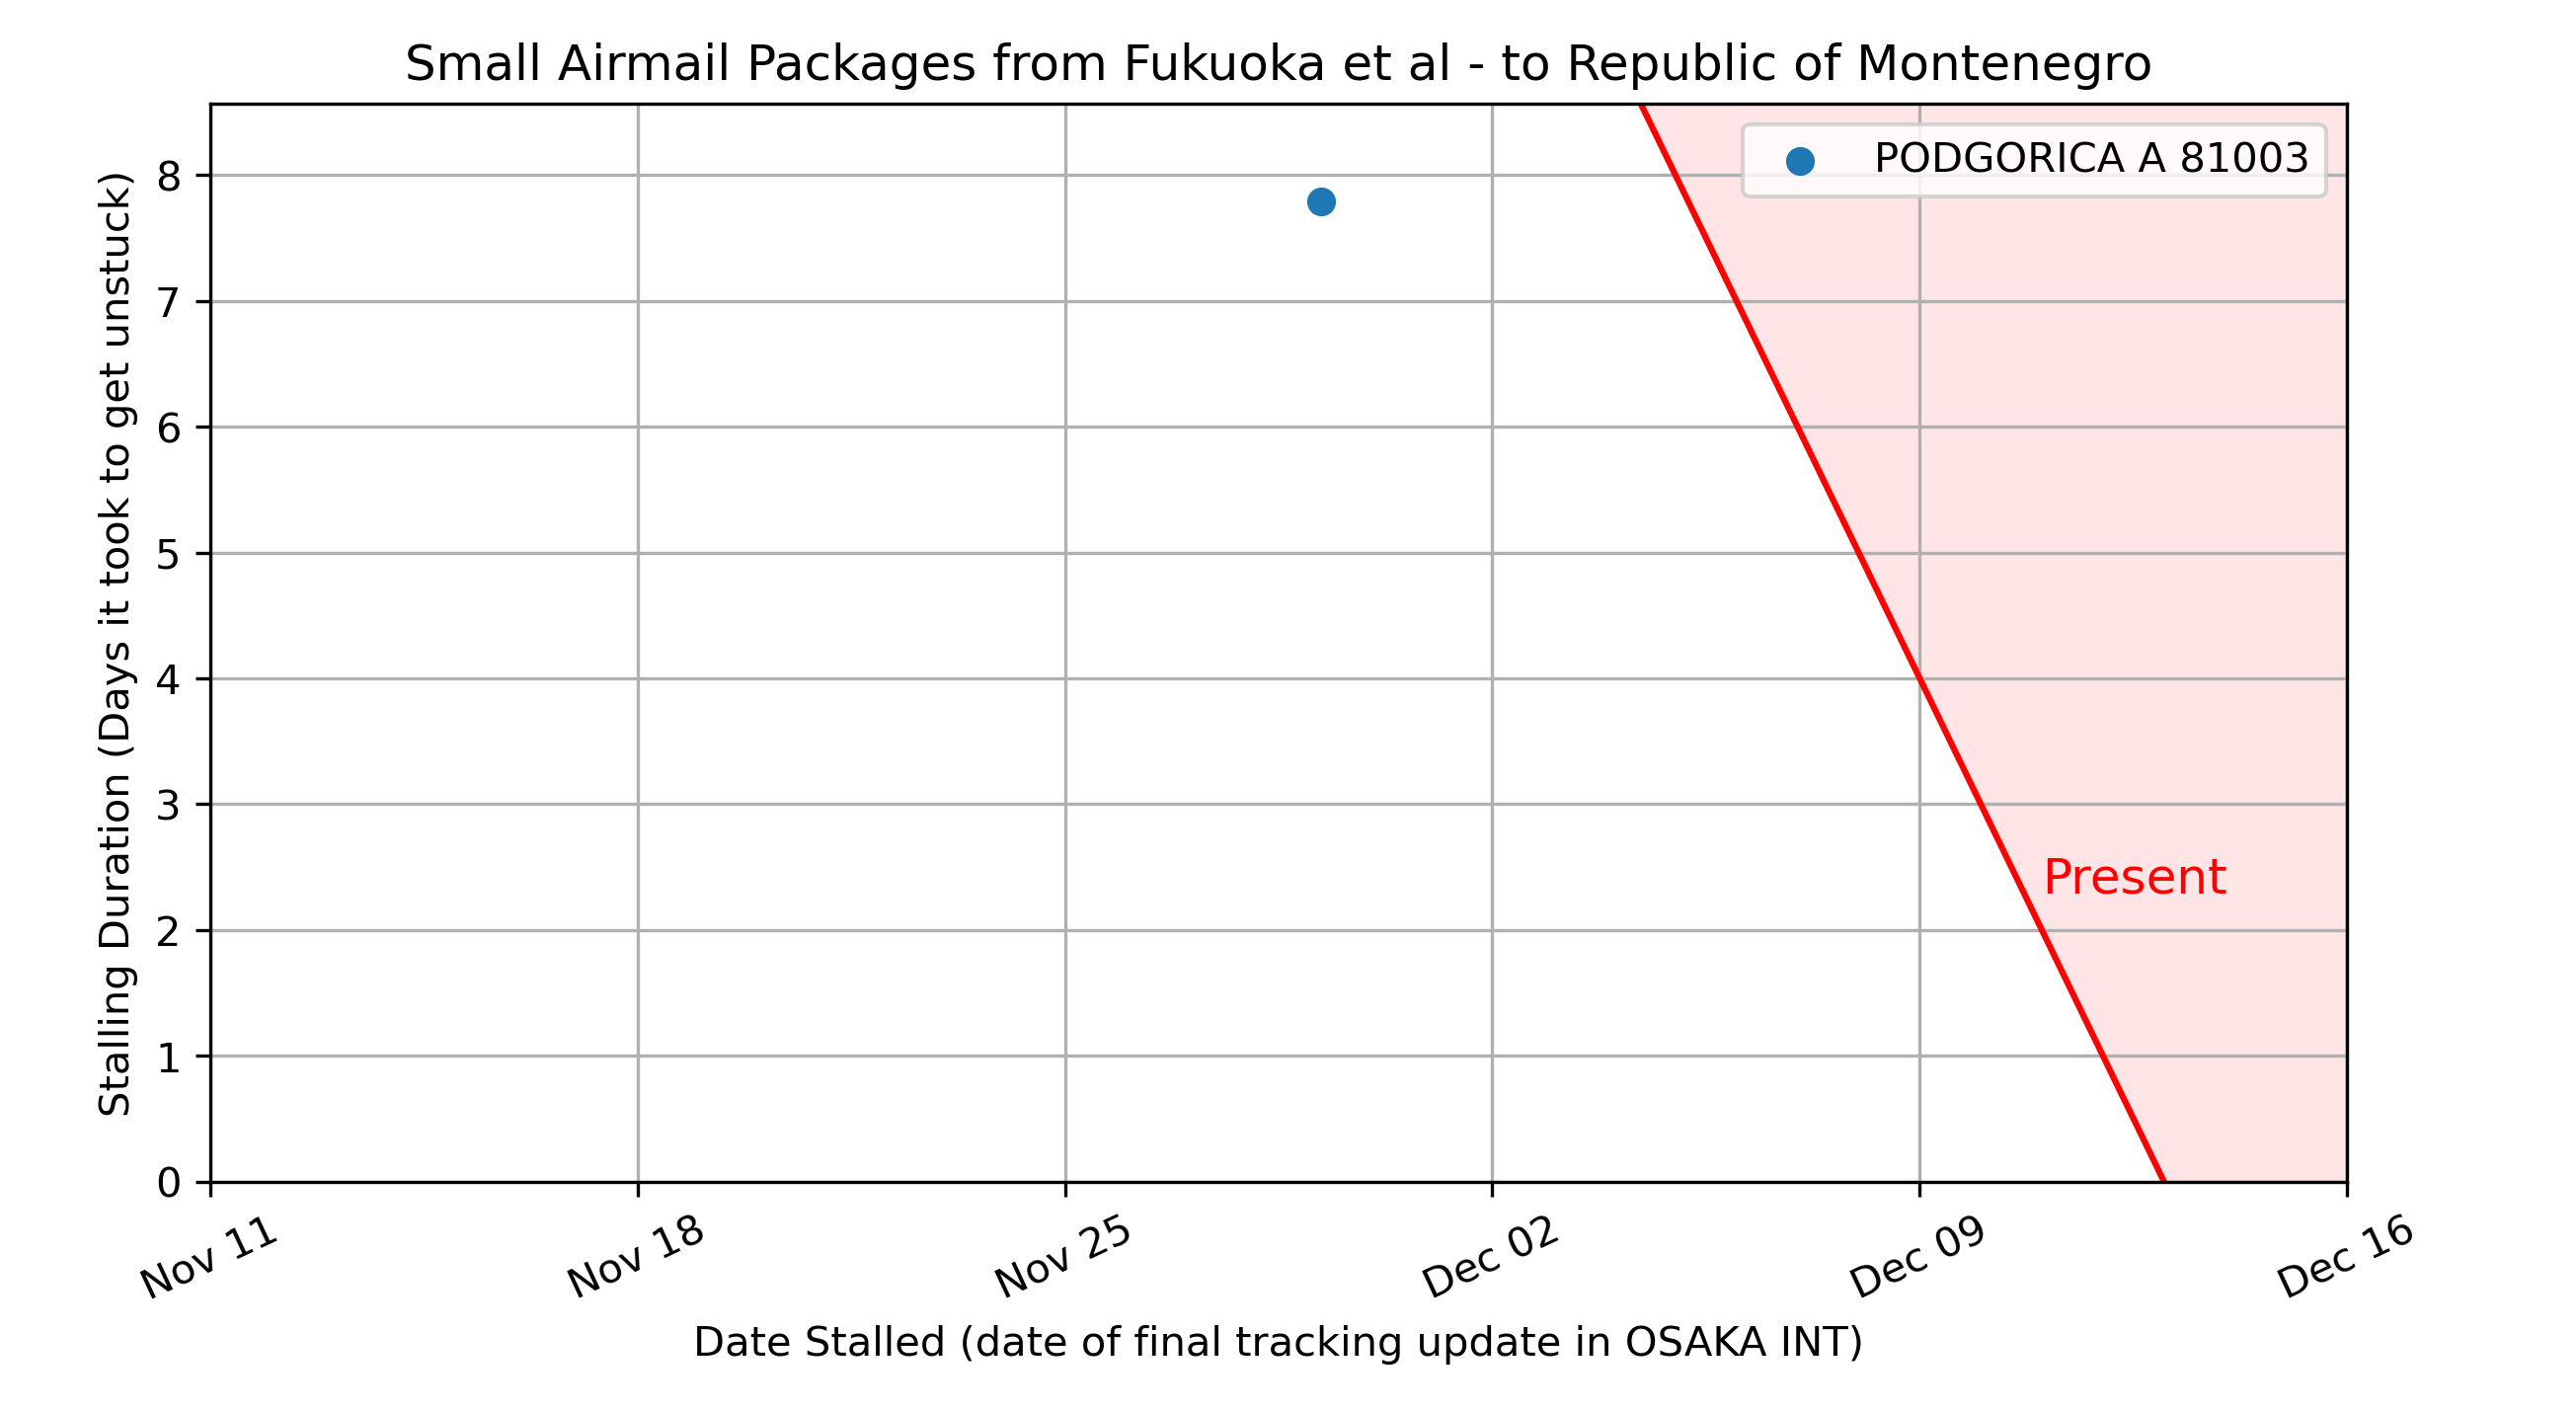 Small Airmail Packages from Fukuoka et al - to Republic of Montenegro
PODGORICA A 81003
Present
Stalling Duration (Days it took to get unstuck)
8
7
6
5
4
3
2
1
0
Nov 11
Nov 18
Nov 25
Dec 02
Dec 09
Dec 16
Date Stalled (date of final tracking update in OSAKA INT)